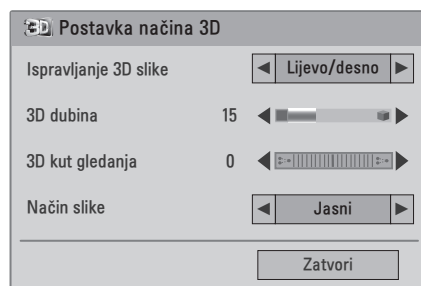 3D Postavka načina 3D
Ispravljanje 3D slike Lijevo/desno
3D dubina 15
3D kut gledanja 0
Način slike Jasni
Zatvori